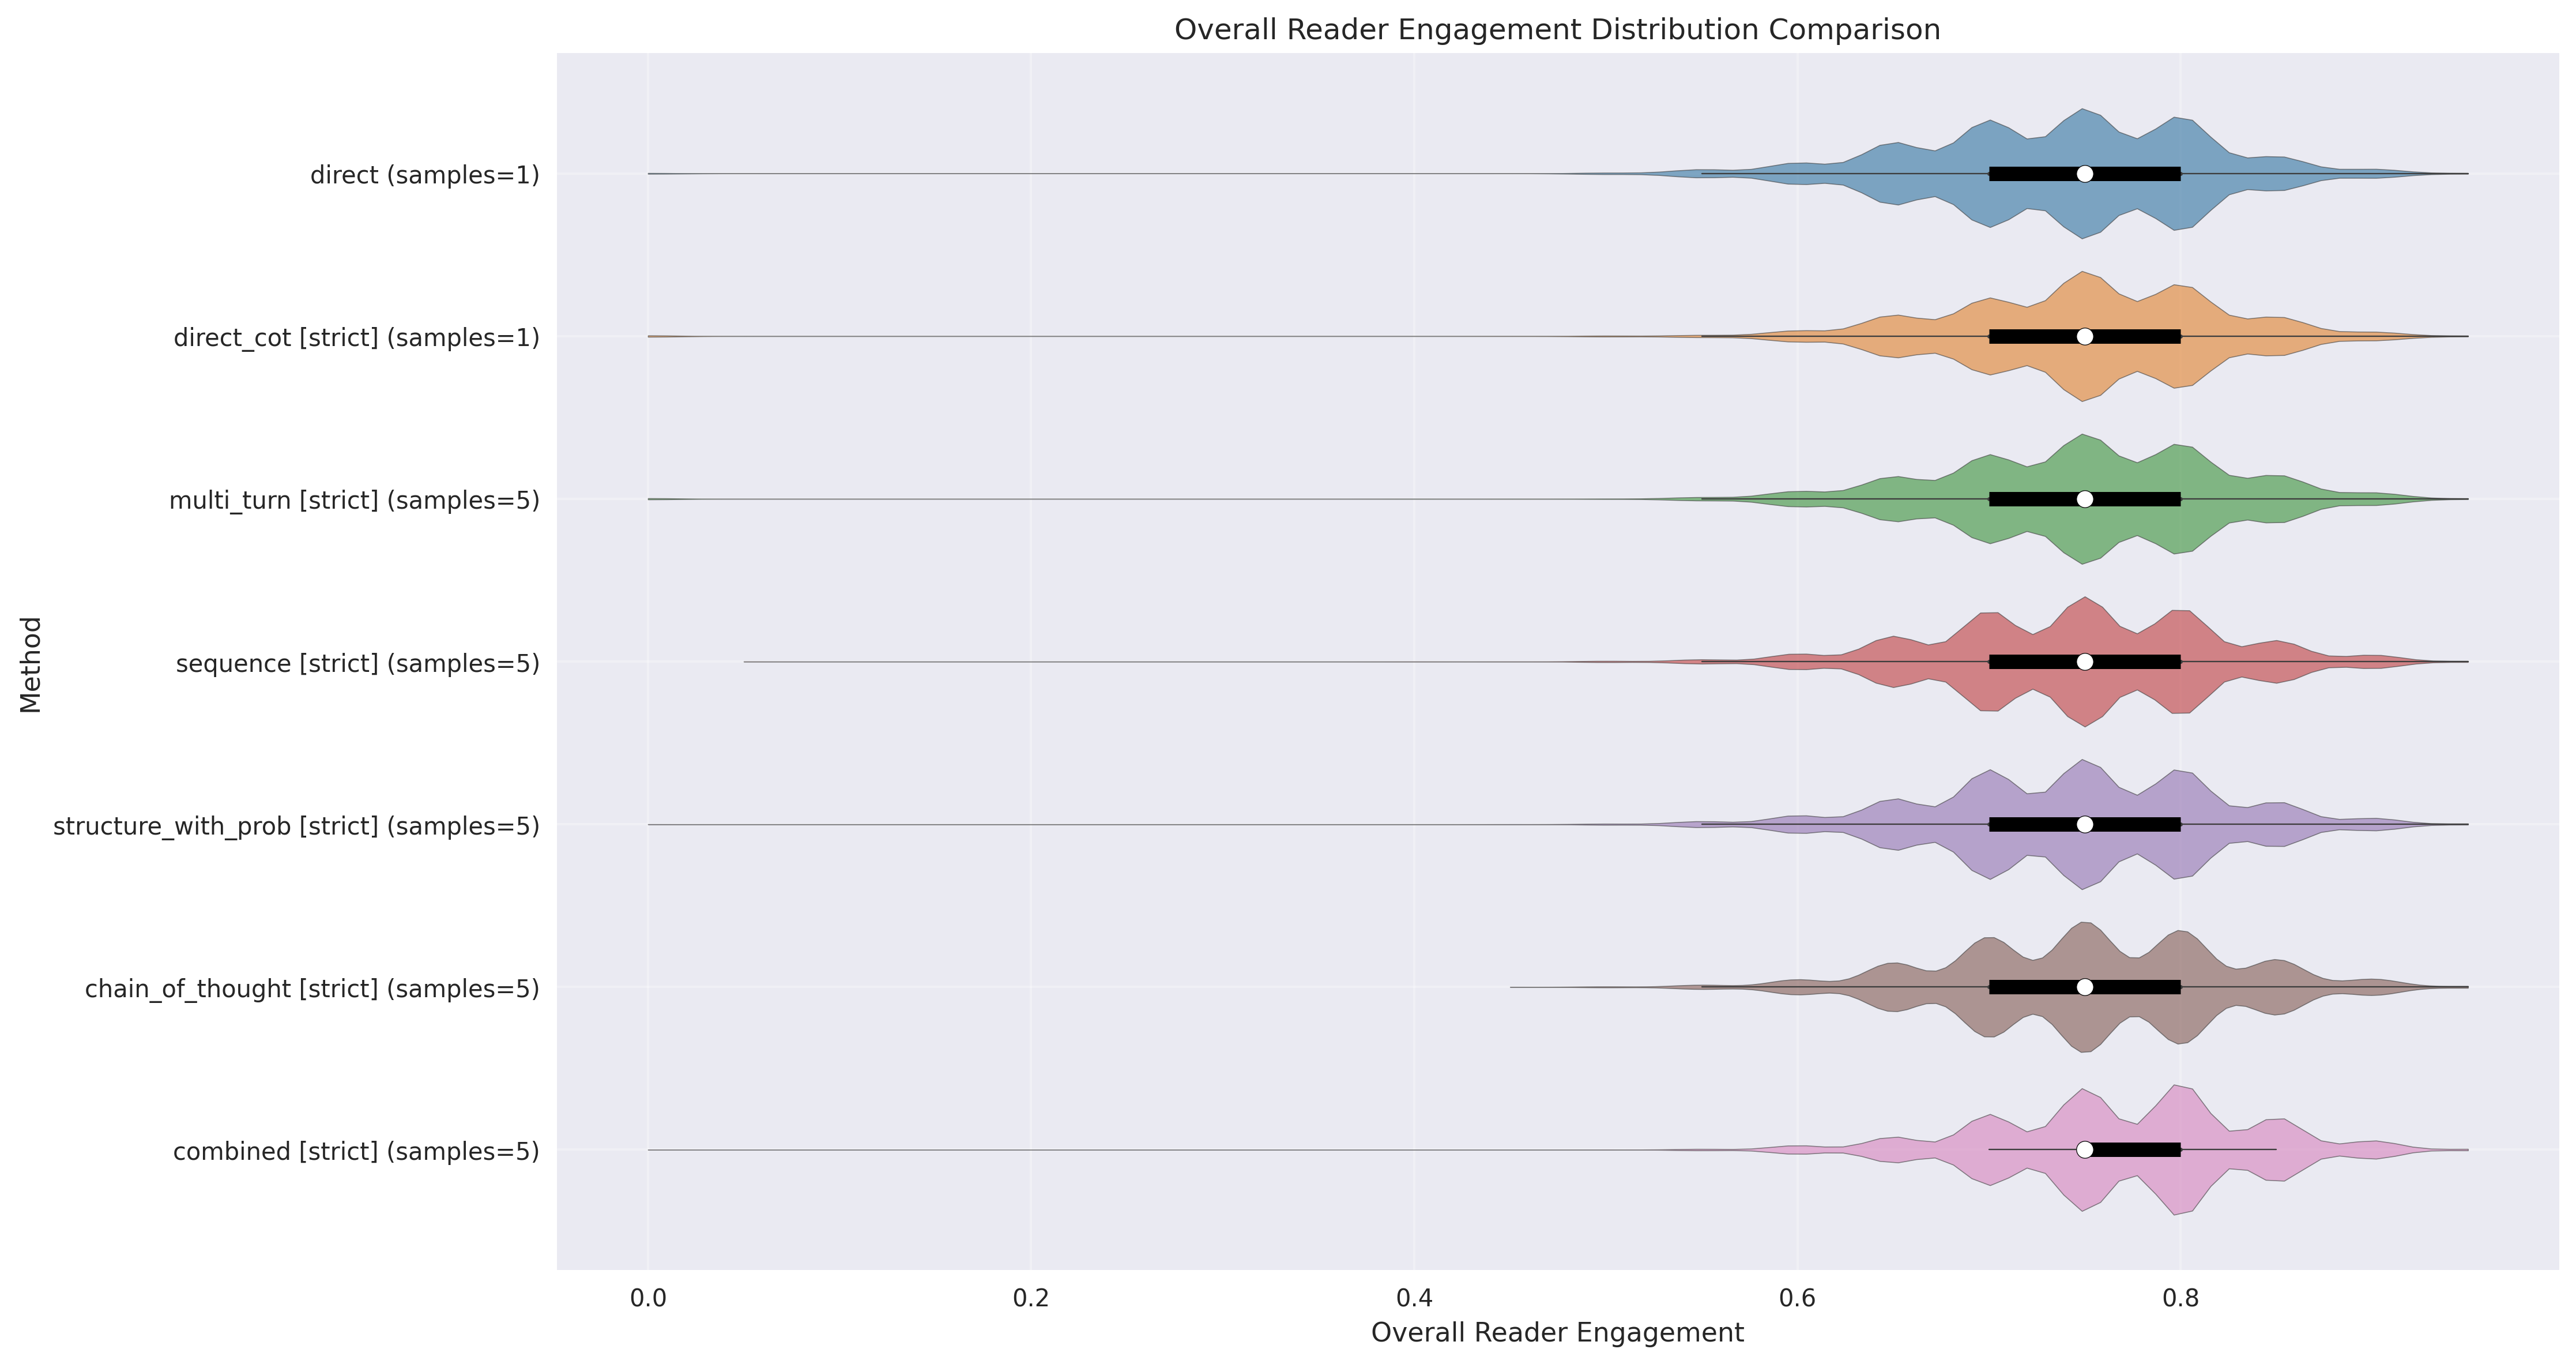 Overall Reader Engagement Distribution Comparison
Method
direct (samples=1)
direct_cot [strict] (samples=1)
multi_turn [strict] (samples=5)
sequence [strict] (samples=5)
structure_with_prob [strict] (samples=5)
chain_of_thought [strict] (samples=5)
combined [strict] (samples=5)
0.0 0.2 0.4 0.6 0.8
Overall Reader Engagement